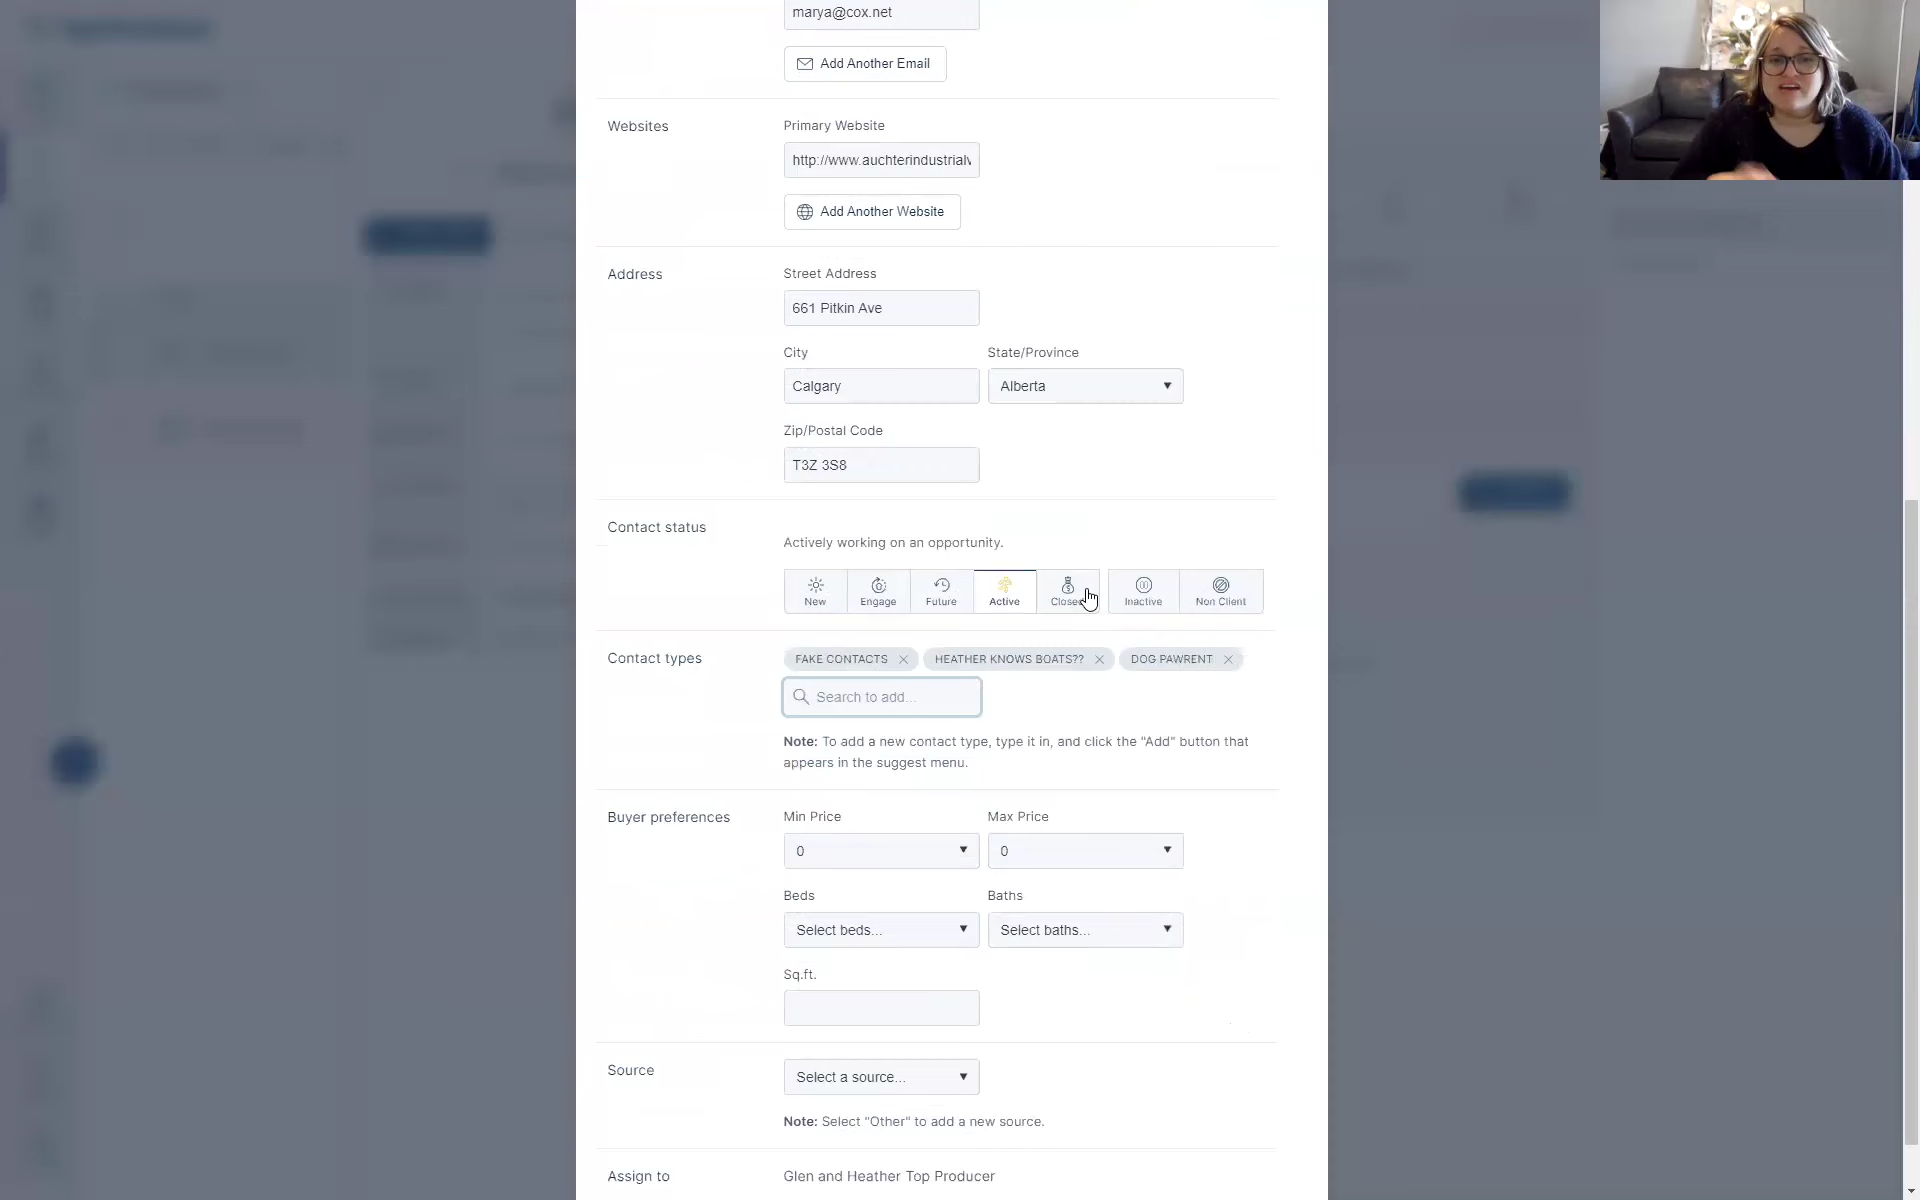 marya@cox.net
Add Another Email
Websites
Primary Website
http://www.auchterindustrialv
Add Another Website
Address
Street Address
661 Pitkin Ave
City
State/Province
Calgary
Alberta
Zip/Postal Code
T3Z 3S8
Contact status
Actively working on an opportunity.
New
Engage
Future
Active
Inactive
Non Client
Contact types
FAKE CONTACTS
HEATHER KNOWS BOATS??
DOG PAWRENT
Search to add...
Note: To add a new contact type, type it in, and click the "Add" button that
appears in the suggest menu.
Buyer preferences
Min Price
Max Price
0
0
Beds
Baths
Select beds...
Select baths...
Sq.ft.
Source
Select a source...
Note: Select "Other" to add a new source.
Assign to
Glen and Heather Top Producer